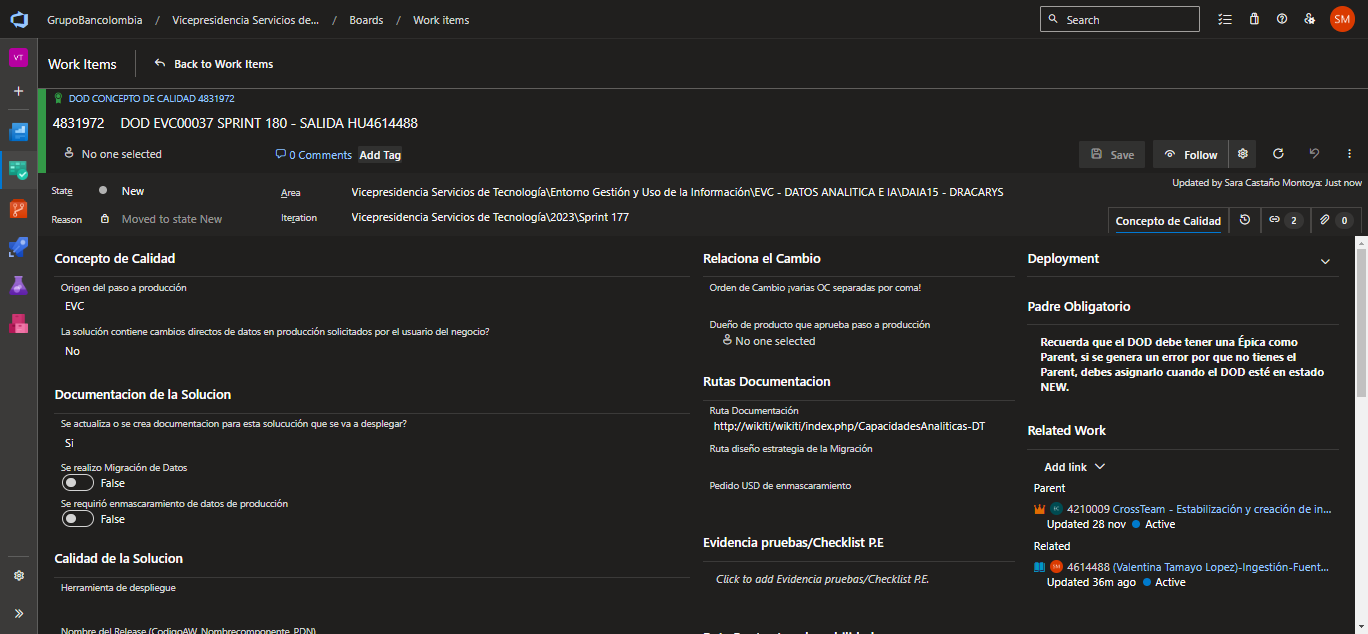 GrupoBancolombia / Vicepresidencia Servicios de... / Boards / Work items
Search
SM
VT
Work Items
Back to Work Items
DOD CONCEPTO DE CALIDAD 4831972
4831972 DOD EVC00037 SPRINT 180 - SALIDA HU4614488
No one selected
0 Comments
Add Tag
Save
Follow
State
New
Area
Vicepresidencia Servicios de Tecnología\Entorno Gestión y Uso de la Información\EVC - DATOS ANALITICA E IA\DAIA15 - DRACARYS
Updated by Sara Castaño Montoya: Just now
Reason
Moved to state New
Iteration
Vicepresidencia Servicios de Tecnología\2023\Sprint 177
Concepto de Calidad
2
0
Concepto de Calidad
Origen del paso a producción
EVC
La solución contiene cambios directos de datos en producción solicitados por el usuario del negocio?
No
Documentacion de la Solucion
Se actualiza o se crea documentacion para esta solucución que se va a desplegar?
Si
Se realizo Migración de Datos
False
Se requirió enmascaramiento de datos de producción
False
Calidad de la Solucion
Herramienta de despliegue
Nombre del Release (CodigoAW_Nombrecomponente_PDN)
Relaciona el Cambio
Orden de Cambio ¡varias OC separadas por coma!
Dueño de producto que aprueba paso a producción
No one selected
Rutas Documentacion
Ruta Documentación
http://wikiti/wikiti/index.php/CapacidadesAnaliticas-DT
Ruta diseño estrategia de la Migración
Pedido USD de enmascaramiento
Evidencia pruebas/Checklist P.E
Click to add Evidencia pruebas/Checklist P.E.
Deployment
Padre Obligatorio
Recuerda que el DOD debe tener una Épica como
Parent, si se genera un error por que no tienes el
Parent, debes asignarlo cuando el DOD esté en estado
NEW.
Related Work
Add link
Parent
4210009 CrossTeam - Estabilización y creación de in...
Updated 28 nov
Active
Related
SM
4614488 (Valentina Tamayo Lopez)-Ingestión-Fuent...
Updated 36m ago
Active